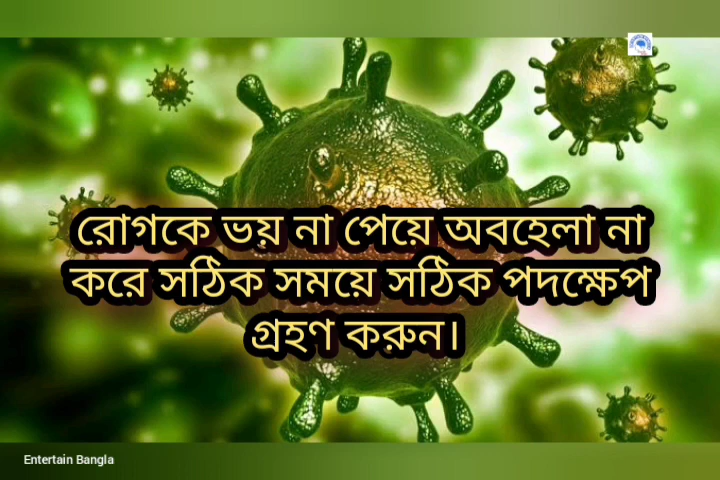 রোগকে ভয় না পেয়ে অবহেলা না
করে সঠিক সময়ে সঠিক পদক্ষেপ
গ্রহণ করুন।
Entertain Bangla